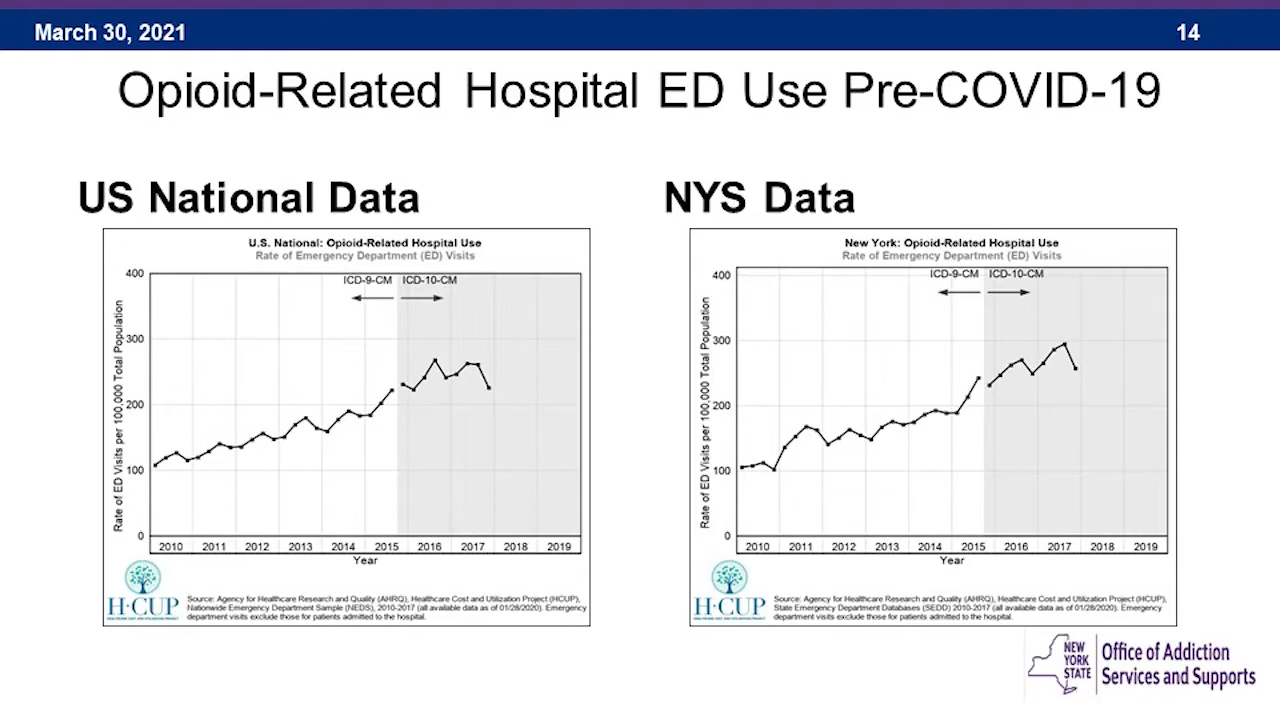 March 30, 2021
14
Opioid-Related Hospital ED Use Pre-COVID-19
US National Data
NYS Data
U.S. National: Opioid-Related Hospital Use
Rate of Emergency Department (ED) Visits
ICD-9-CM ICD-10-CM
Rate of ED Visits per 100,000 Total Population
400
300
200
100
0
2010 2011 2012 2013 2014 2015 2016 2017 2018 2019
Year
H·CUP
Source: Agency for Healthcare Research and Quality (AHRQ), Healthcare Cost and Utilization Project (HCUP),
Nationwide Emergency Department Sample (NEDS), 2010-2017 (all available data as of 01/28/2020). Emergency
department visits exclude those for patients admitted to the hospital.
New York: Opioid-Related Hospital Use
Rate of Emergency Department (ED) Visits
ICD-9-CM ICD-10-CM
Rate of ED Visits per 100,000 Total Population
400
300
200
100
0
2010 2011 2012 2013 2014 2015 2016 2017 2018 2019
Year
H·CUP
Source: Agency for Healthcare Research and Quality (AHRQ), Healthcare Cost and Utilization Project (HCUP),
State Emergency Department Databases (SEDD) 2010-2017 (all available data as of 01/28/2020). Emergency
department visits exclude those for patients admitted to the hospital.
NEW
YORK
STATE
Office of Addiction
Services and Supports